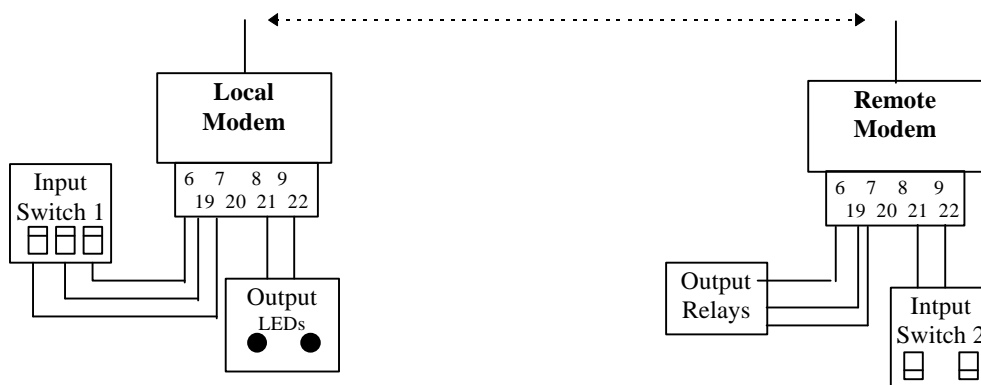 Local
Modem
6 7 8 9
19 20 21 22
Input
Switch 1
Output
LEDs
Remote
Modem
6 7 8 9
19 20 21 22
Output
Relays
Intput
Switch 2